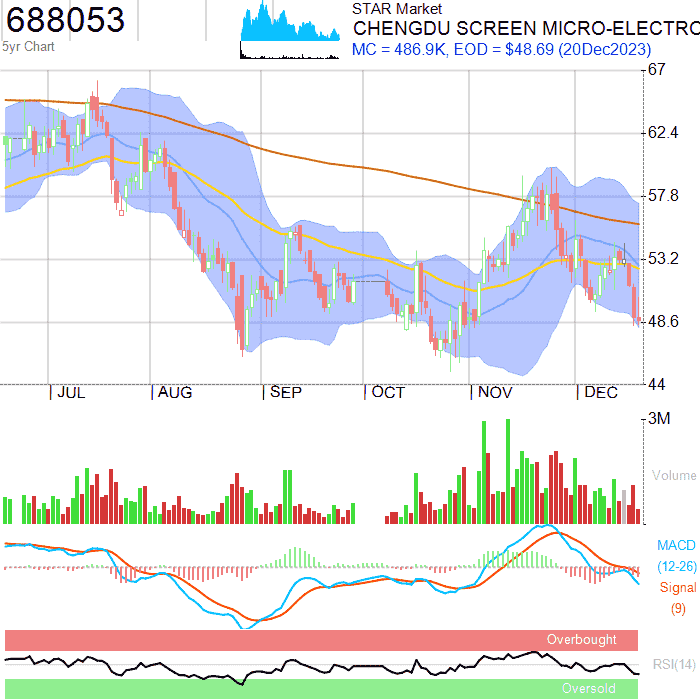 688053
5yr Chart
STAR Market
CHENGDU SCREEN MICRO-ELECTRO
MC = 486.9K, EOD = $48.69 (20Dec2023)
67
62.4
57.8
53.2
48.6
44
JUL AUG SEP OCT NOV DEC
3M
Volume
MACD
(12-26)
Signal
(9)
Overbought
RSI(14)
Oversold